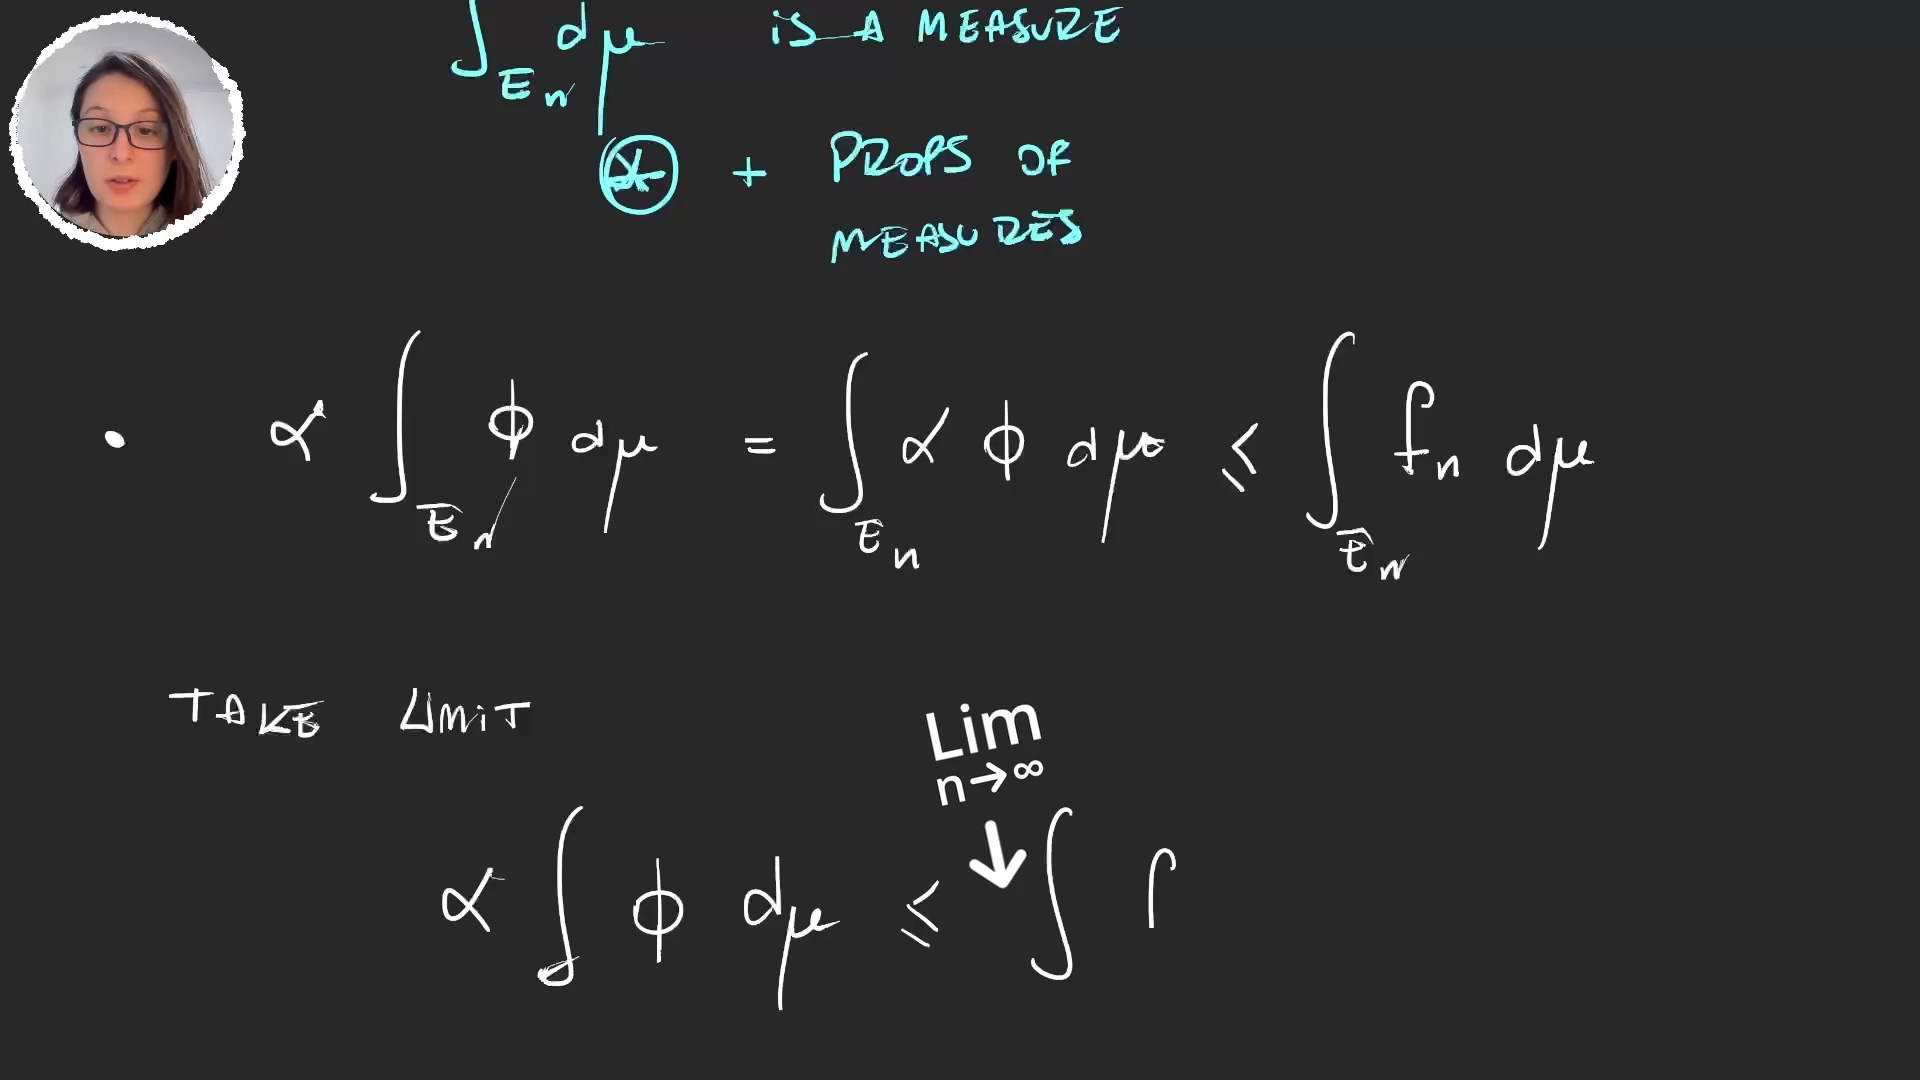 ∫_{E_n} dμ is A MEASURE
⊛ + PROPS OF
MEASURES
• α ∫_{E_n} ϕ dμ = ∫_{E_n} α ϕ dμ ≤ ∫_{E_n} f_n dμ
TAKE LIMIT
Lim
n→∞
↓
α ∫ ϕ dμ ≤ ∫ f